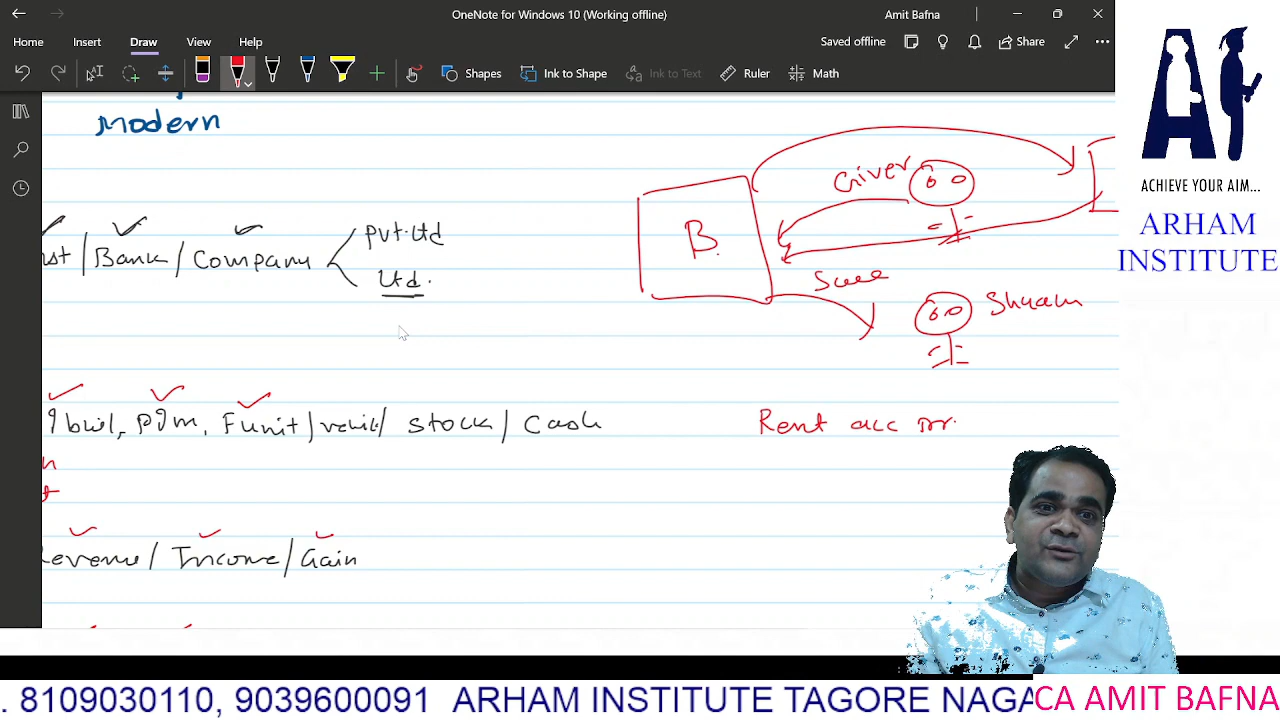 OneNote for Windows 10 (Working offline)
Amit Bafna
Home Insert Draw View Help
Saved offline
Share
Shapes
Ink to Shape
Ink to Text
Ruler
Math
Modern
Giver
B
/ Bank / Company
Pvt. Ltd
Ltd.
Shyam
P&m, / Stock / Cash
Rent acc Dr.
/ Income / Gain
ACHIEVE YOUR AIM...
ARHAM
INSTITUTE
. 8109030110, 9039600091 ARHAM INSTITUTE TAGORE NAGA
CA AMIT BAFNA